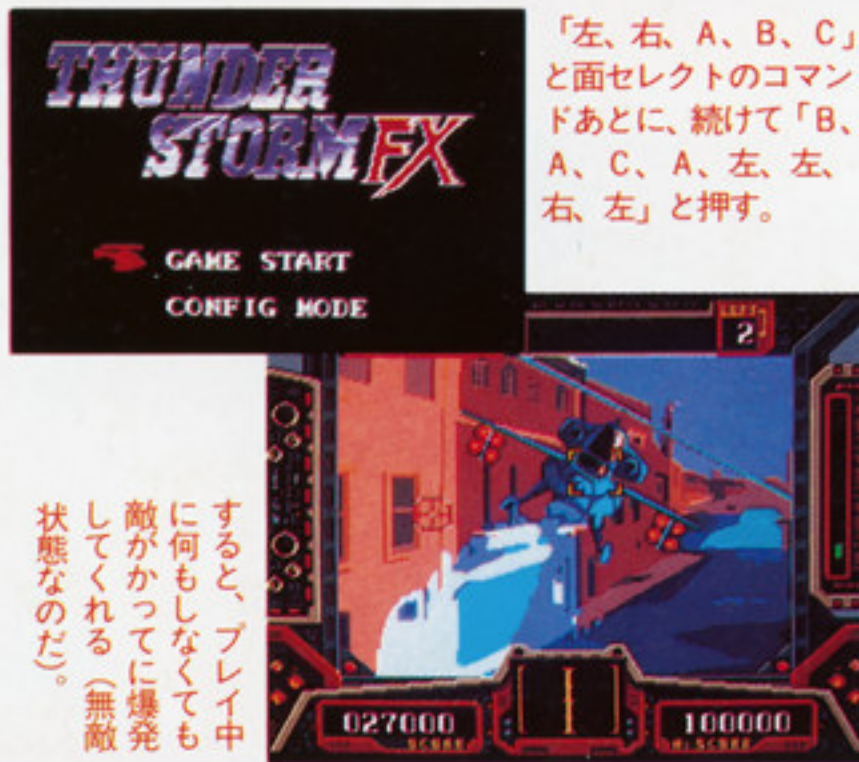 THUNDER
STORM FX
GAME START
CONFIG MODE
「左、右、A、B、C」
と面セレクトのコマン
ドあとに、続けて「B、
A、C、A、左、左、
右、左」と押す。
LEFT
2
027000
SCORE
100000
H. SCORE
すると、プレイ中
に何もしなくても
敵がかってに爆発
してくれる（無敵
状態なのだ）。